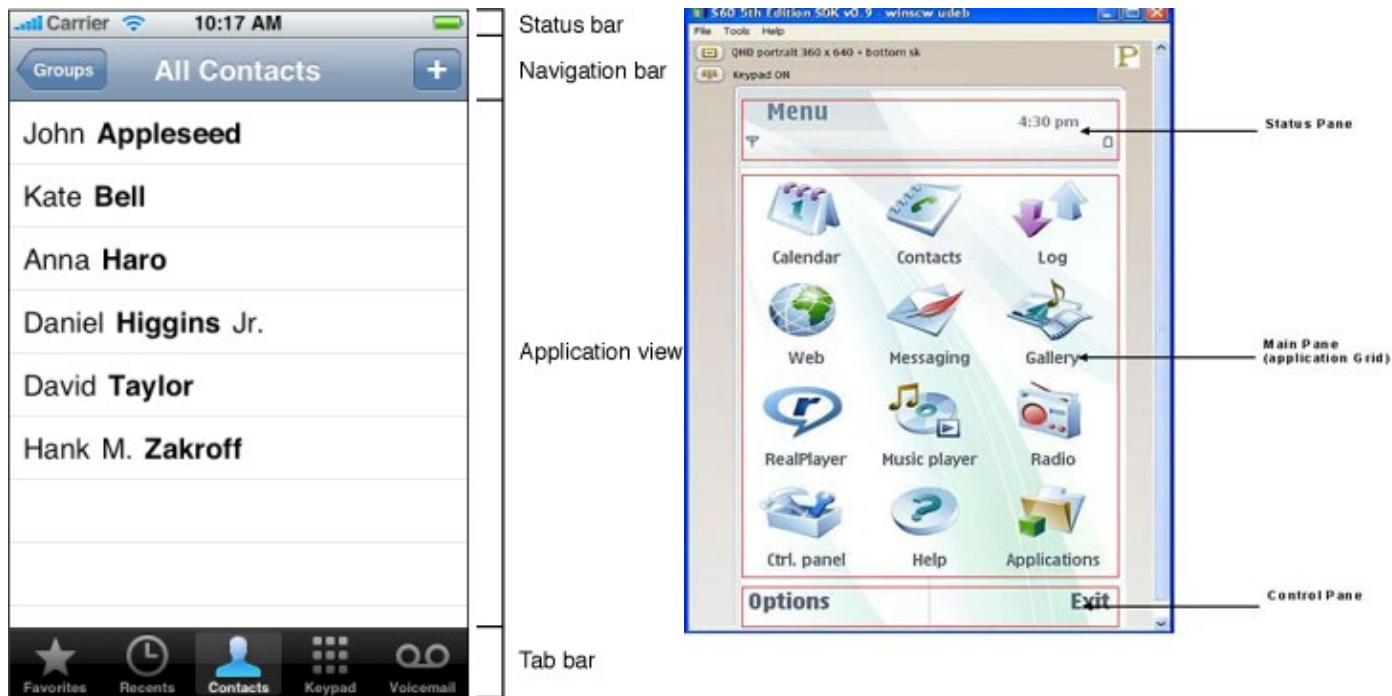 Carrier 10:17 AM
Groups All Contacts +
John Appleseed
Kate Bell
Anna Haro
Daniel Higgins Jr.
David Taylor
Hank M. Zakroff
Favorites Recents Contacts Keypad Voicemail
Status bar
Navigation bar
Application view
Tab bar
S60 5th Edition SDK v0.9 - winscw udeb
File Tools Help
QHD portrait 360 x 640 + bottom sk
Keypad ON
P
Menu
4:30 pm
1
Calendar Contacts Log
Web Messaging Gallery
r
RealPlayer Music player Radio
?
Ctrl. panel Help Applications
Options Exit
Status Pane
Main Pane
(application Grid)
Control Pane